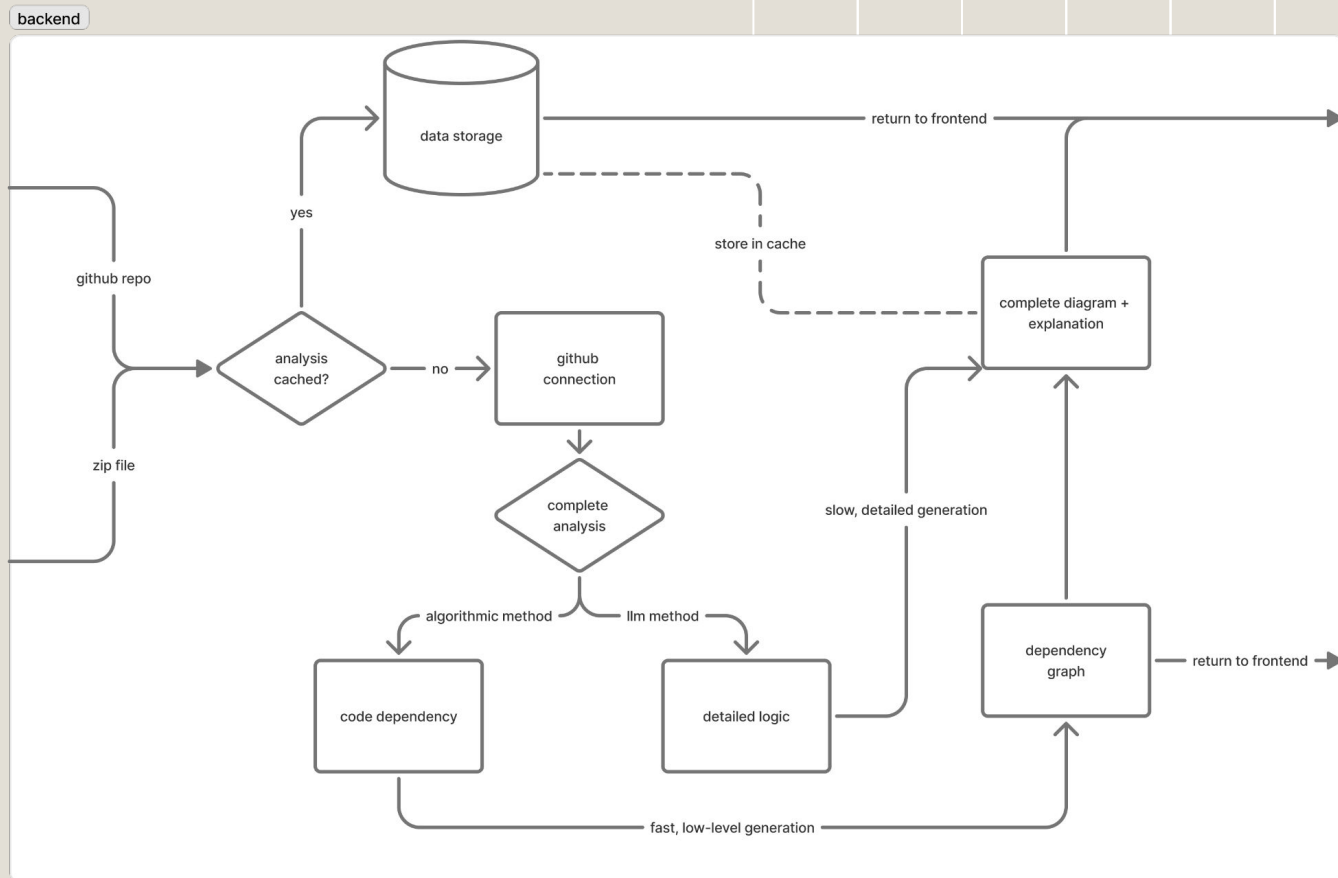 backend
data storage
return to frontend
yes
store in cache
github repo
complete diagram +
explanation
analysis
cached?
no
github
connection
zip file
complete
analysis
slow, detailed generation
algorithmic method
llm method
dependency
graph
return to frontend
code dependency
detailed logic
fast, low-level generation